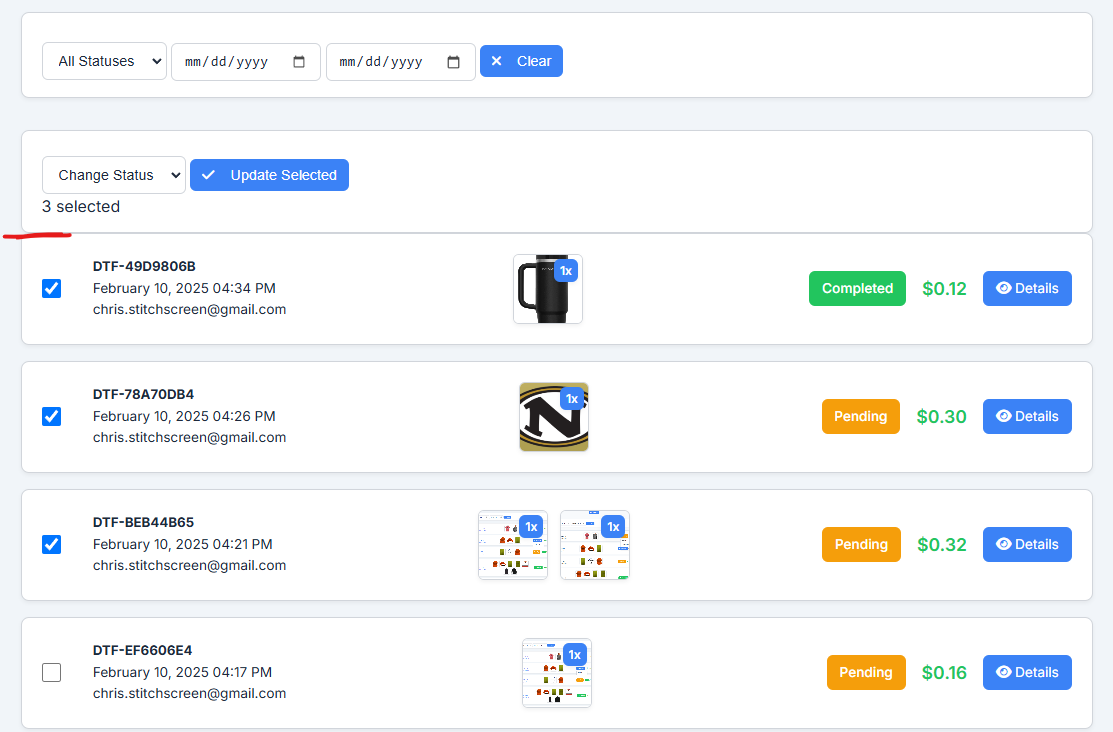 All Statuses mm/dd/yyyy mm/dd/yyyy Clear
Change Status Update Selected
3 selected
DTF-49D9806B
February 10, 2025 04:34 PM
chris.stitchscreen@gmail.com
1x
Completed $0.12 Details
DTF-78A70DB4
February 10, 2025 04:26 PM
chris.stitchscreen@gmail.com
N
1x
Pending $0.30 Details
DTF-BEB44B65
February 10, 2025 04:21 PM
chris.stitchscreen@gmail.com
1x 1x
Pending $0.32 Details
DTF-EF6606E4
February 10, 2025 04:17 PM
chris.stitchscreen@gmail.com
1x
Pending $0.16 Details